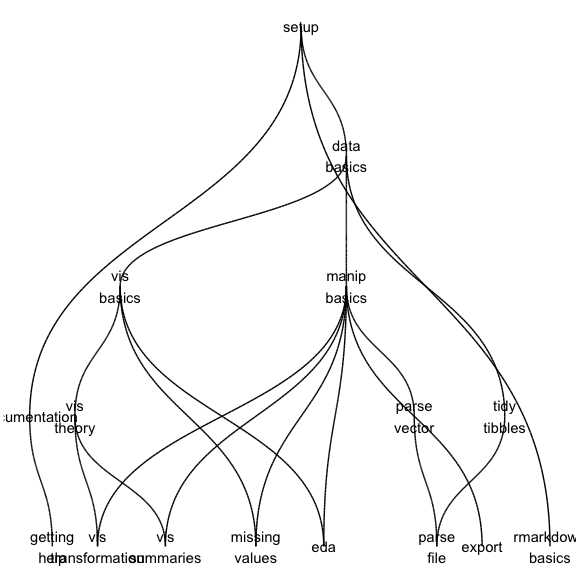 setup
data
basics
vis
basics
manip
basics
cumentation
vis
theory
parse
vector
tidy
tibbles
getting
help
vis
transformation
vis
summaries
missing
values
eda
parse
file
export
rmarkdown
basics